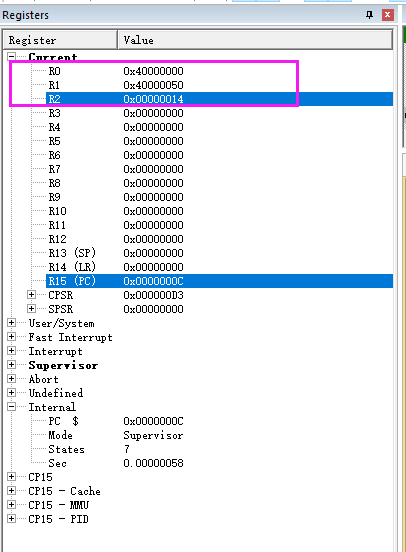 Registers
Register Value
Current
R0 0x40000000
R1 0x40000050
R2 0x00000014
R3 0x00000000
R4 0x00000000
R5 0x00000000
R6 0x00000000
R7 0x00000000
R8 0x00000000
R9 0x00000000
R10 0x00000000
R11 0x00000000
R12 0x00000000
R13 (SP) 0x00000000
R14 (LR) 0x00000000
R15 (PC) 0x0000000C
CPSR 0x000000D3
SPSR 0x00000000
User/System
Fast Interrupt
Interrupt
Supervisor
Abort
Undefined
Internal
PC $ 0x0000000C
Mode Supervisor
States 7
Sec 0.00000058
CP15
CP15 - Cache
CP15 - MMU
CP15 - PID